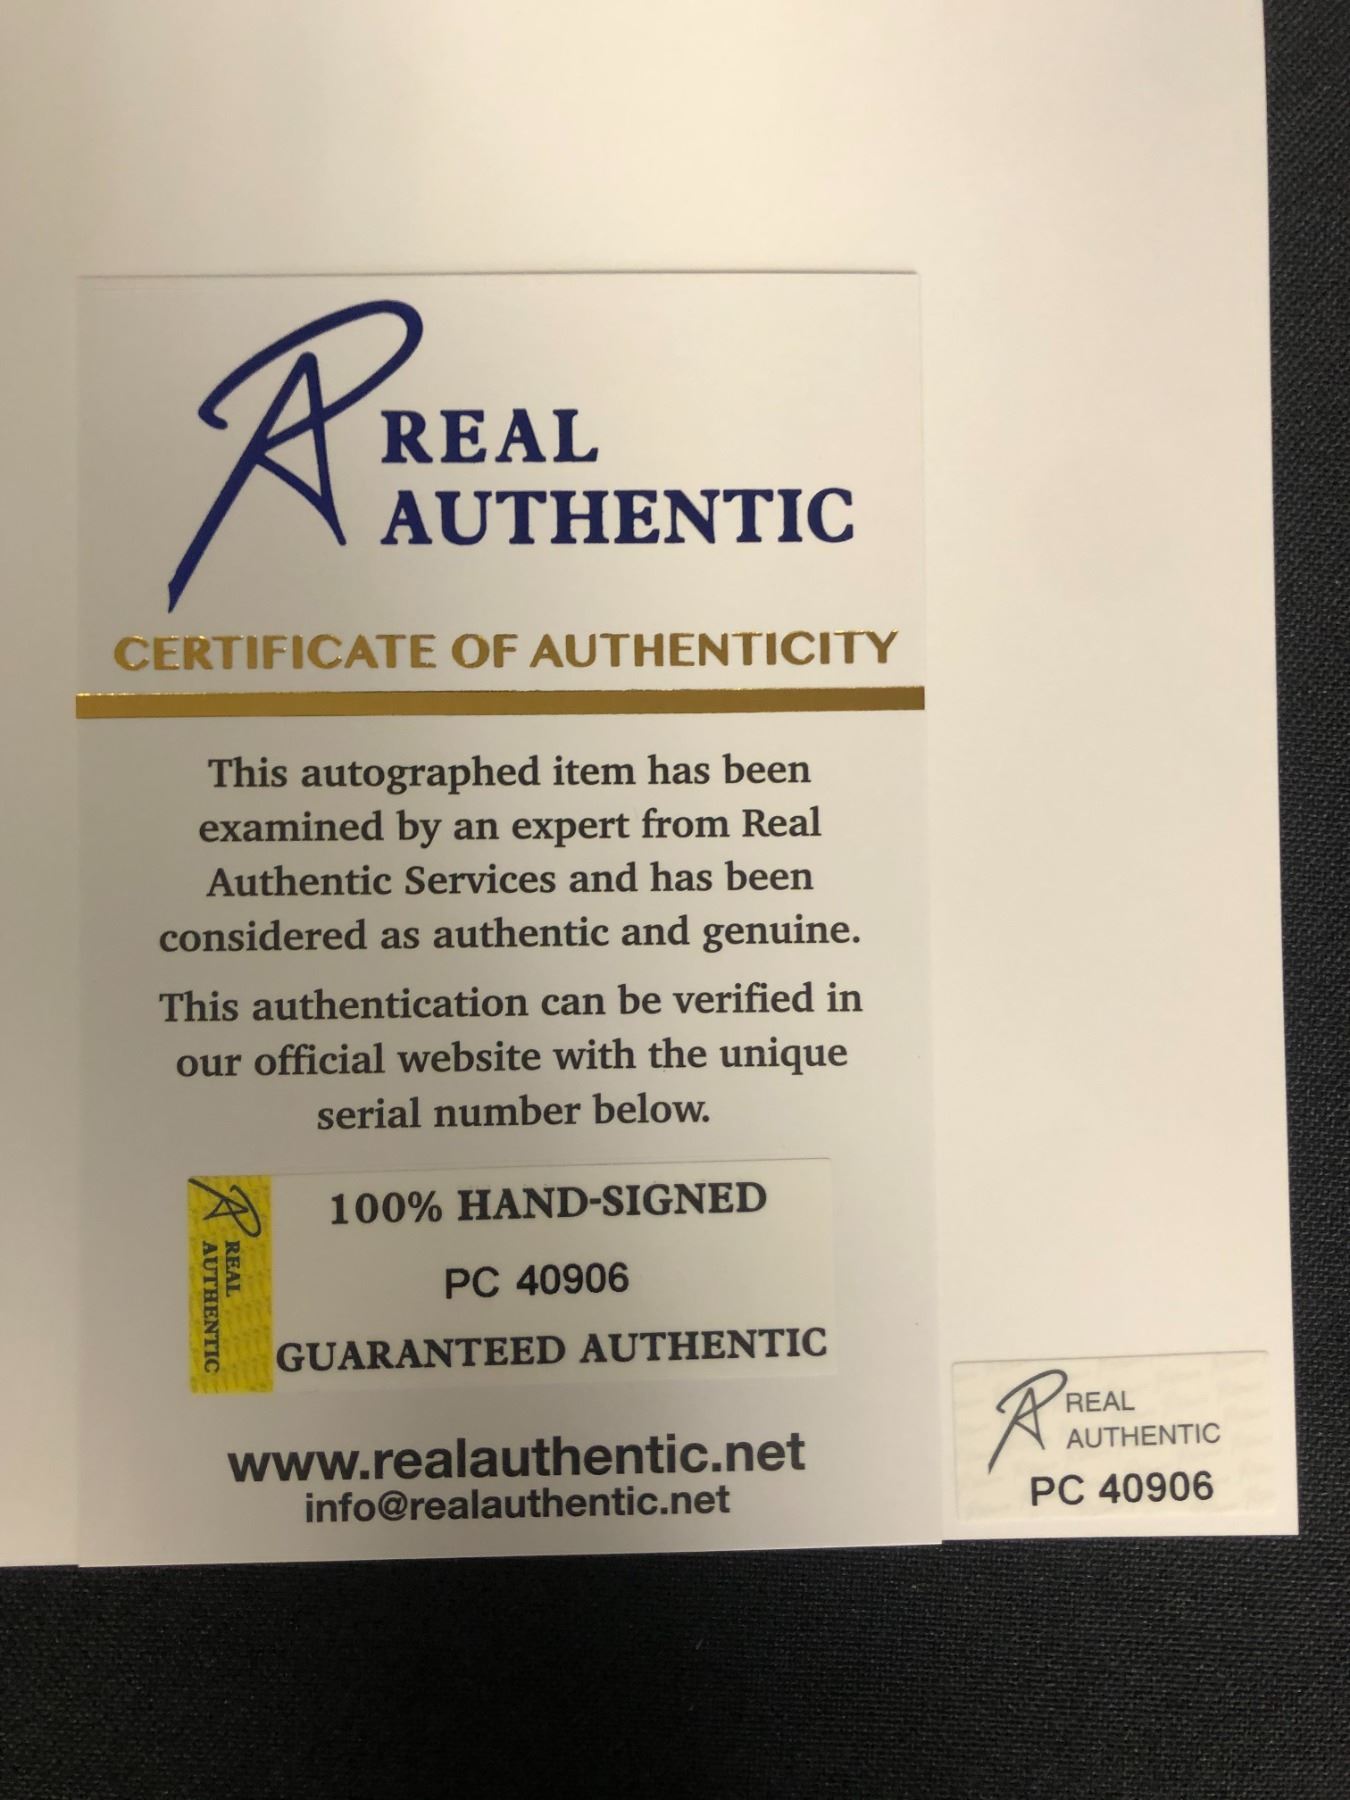 REAL
AUTHENTIC
CERTIFICATE OF AUTHENTICITY
This autographed item has been
examined by an expert from Real
Authentic Services and has been
considered as authentic and genuine.
This authentication can be verified in
our official website with the unique
serial number below.
REAL
AUTHENTIC
100% HAND-SIGNED
PC 40906
GUARANTEED AUTHENTIC
www.realauthentic.net
info@realauthentic.net
REAL
AUTHENTIC
PC 40906